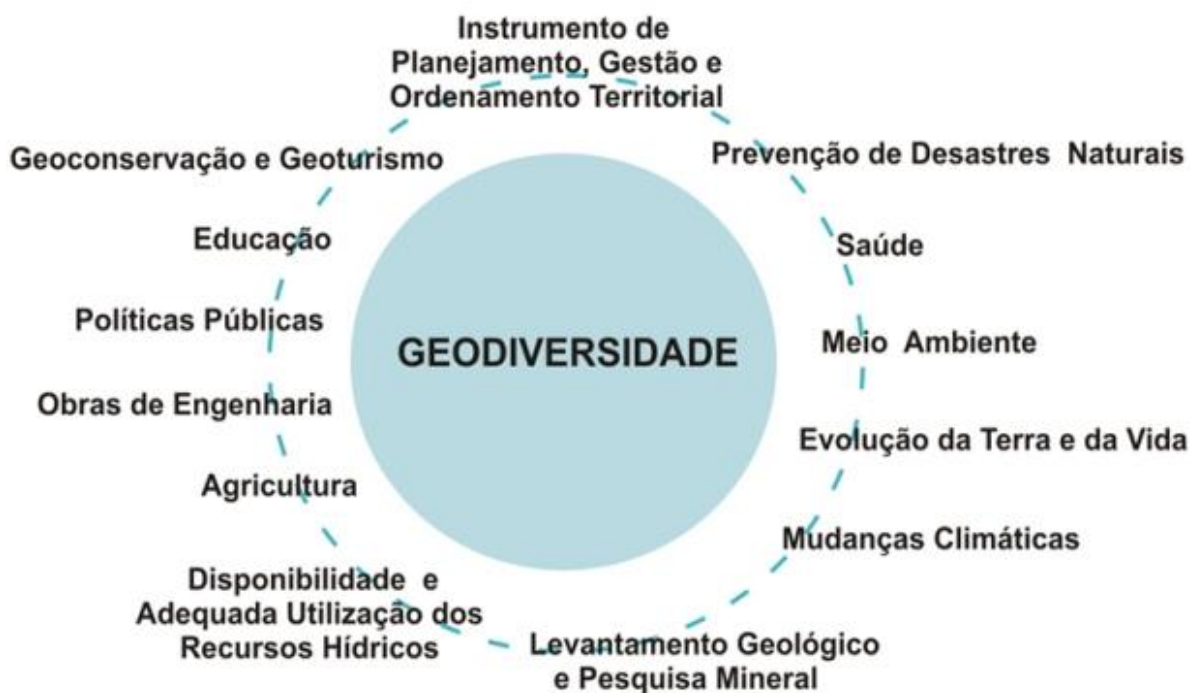 Instrumento de
Planejamento, Gestão e
Ordenamento Territorial
Prevenção de Desastres Naturais
Saúde
Meio Ambiente
Evolução da Terra e da Vida
Mudanças Climáticas
Levantamento Geológico
e Pesquisa Mineral
Disponibilidade e
Adequada Utilização dos
Recursos Hídricos
Agricultura
Obras de Engenharia
Políticas Públicas
Educação
Geoconservação e Geoturismo
GEODIVERSIDADE